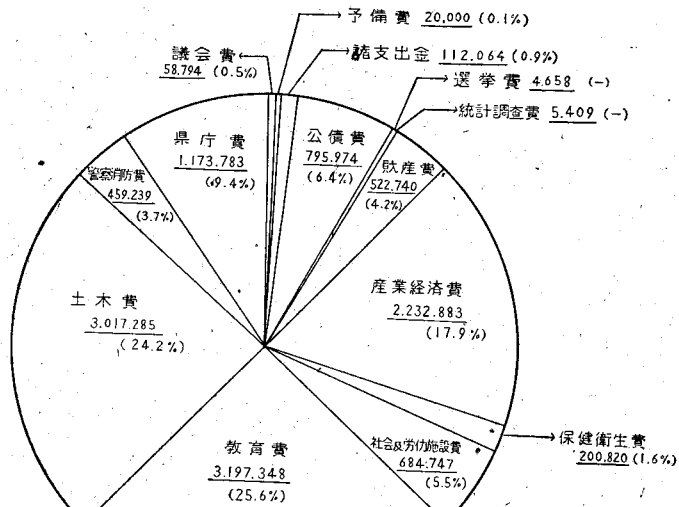 予備費 20,000 (0.1%)
議会費
58.794 (0.5%)
諸支出金 112.064 (0.9%)
選挙費 4.658 (-)
統計調査費 5.409 (-)
県庁費
1.173.783
(9.4%)
公債費
795.974
(6.4%)
財産費
522.740
(4.2%)
警察消防費
459.239
(3.7%)
産業経済費
2.232.883
(17.9%)
土木費
3.017.285
(24.2%)
保健衛生費
200.820 (1.6%)
社会及労仂施設費
684.747
(5.5%)
教育費
3.197.348
(25.6%)